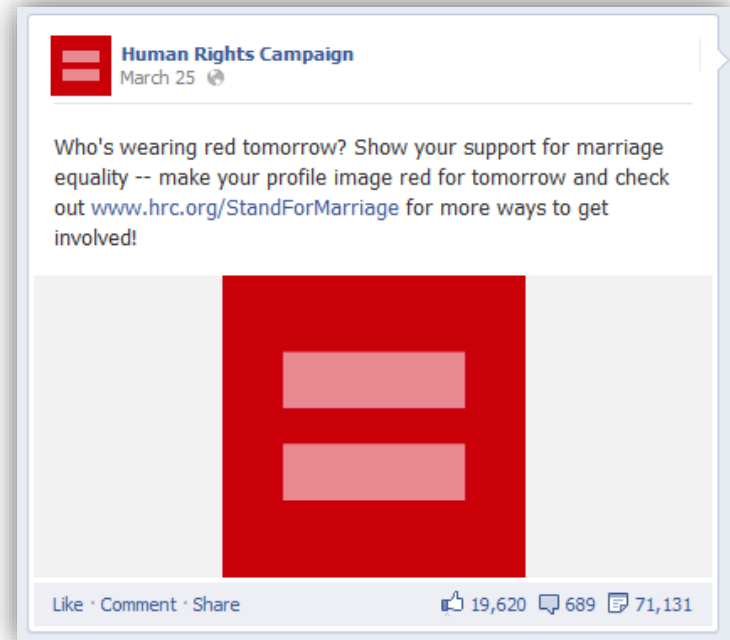 Human Rights Campaign
March 25
Who's wearing red tomorrow? Show your support for marriage
equality -- make your profile image red for tomorrow and check
out www.hrc.org/StandForMarriage for more ways to get
involved!
Like · Comment · Share 19,620 689 71,131